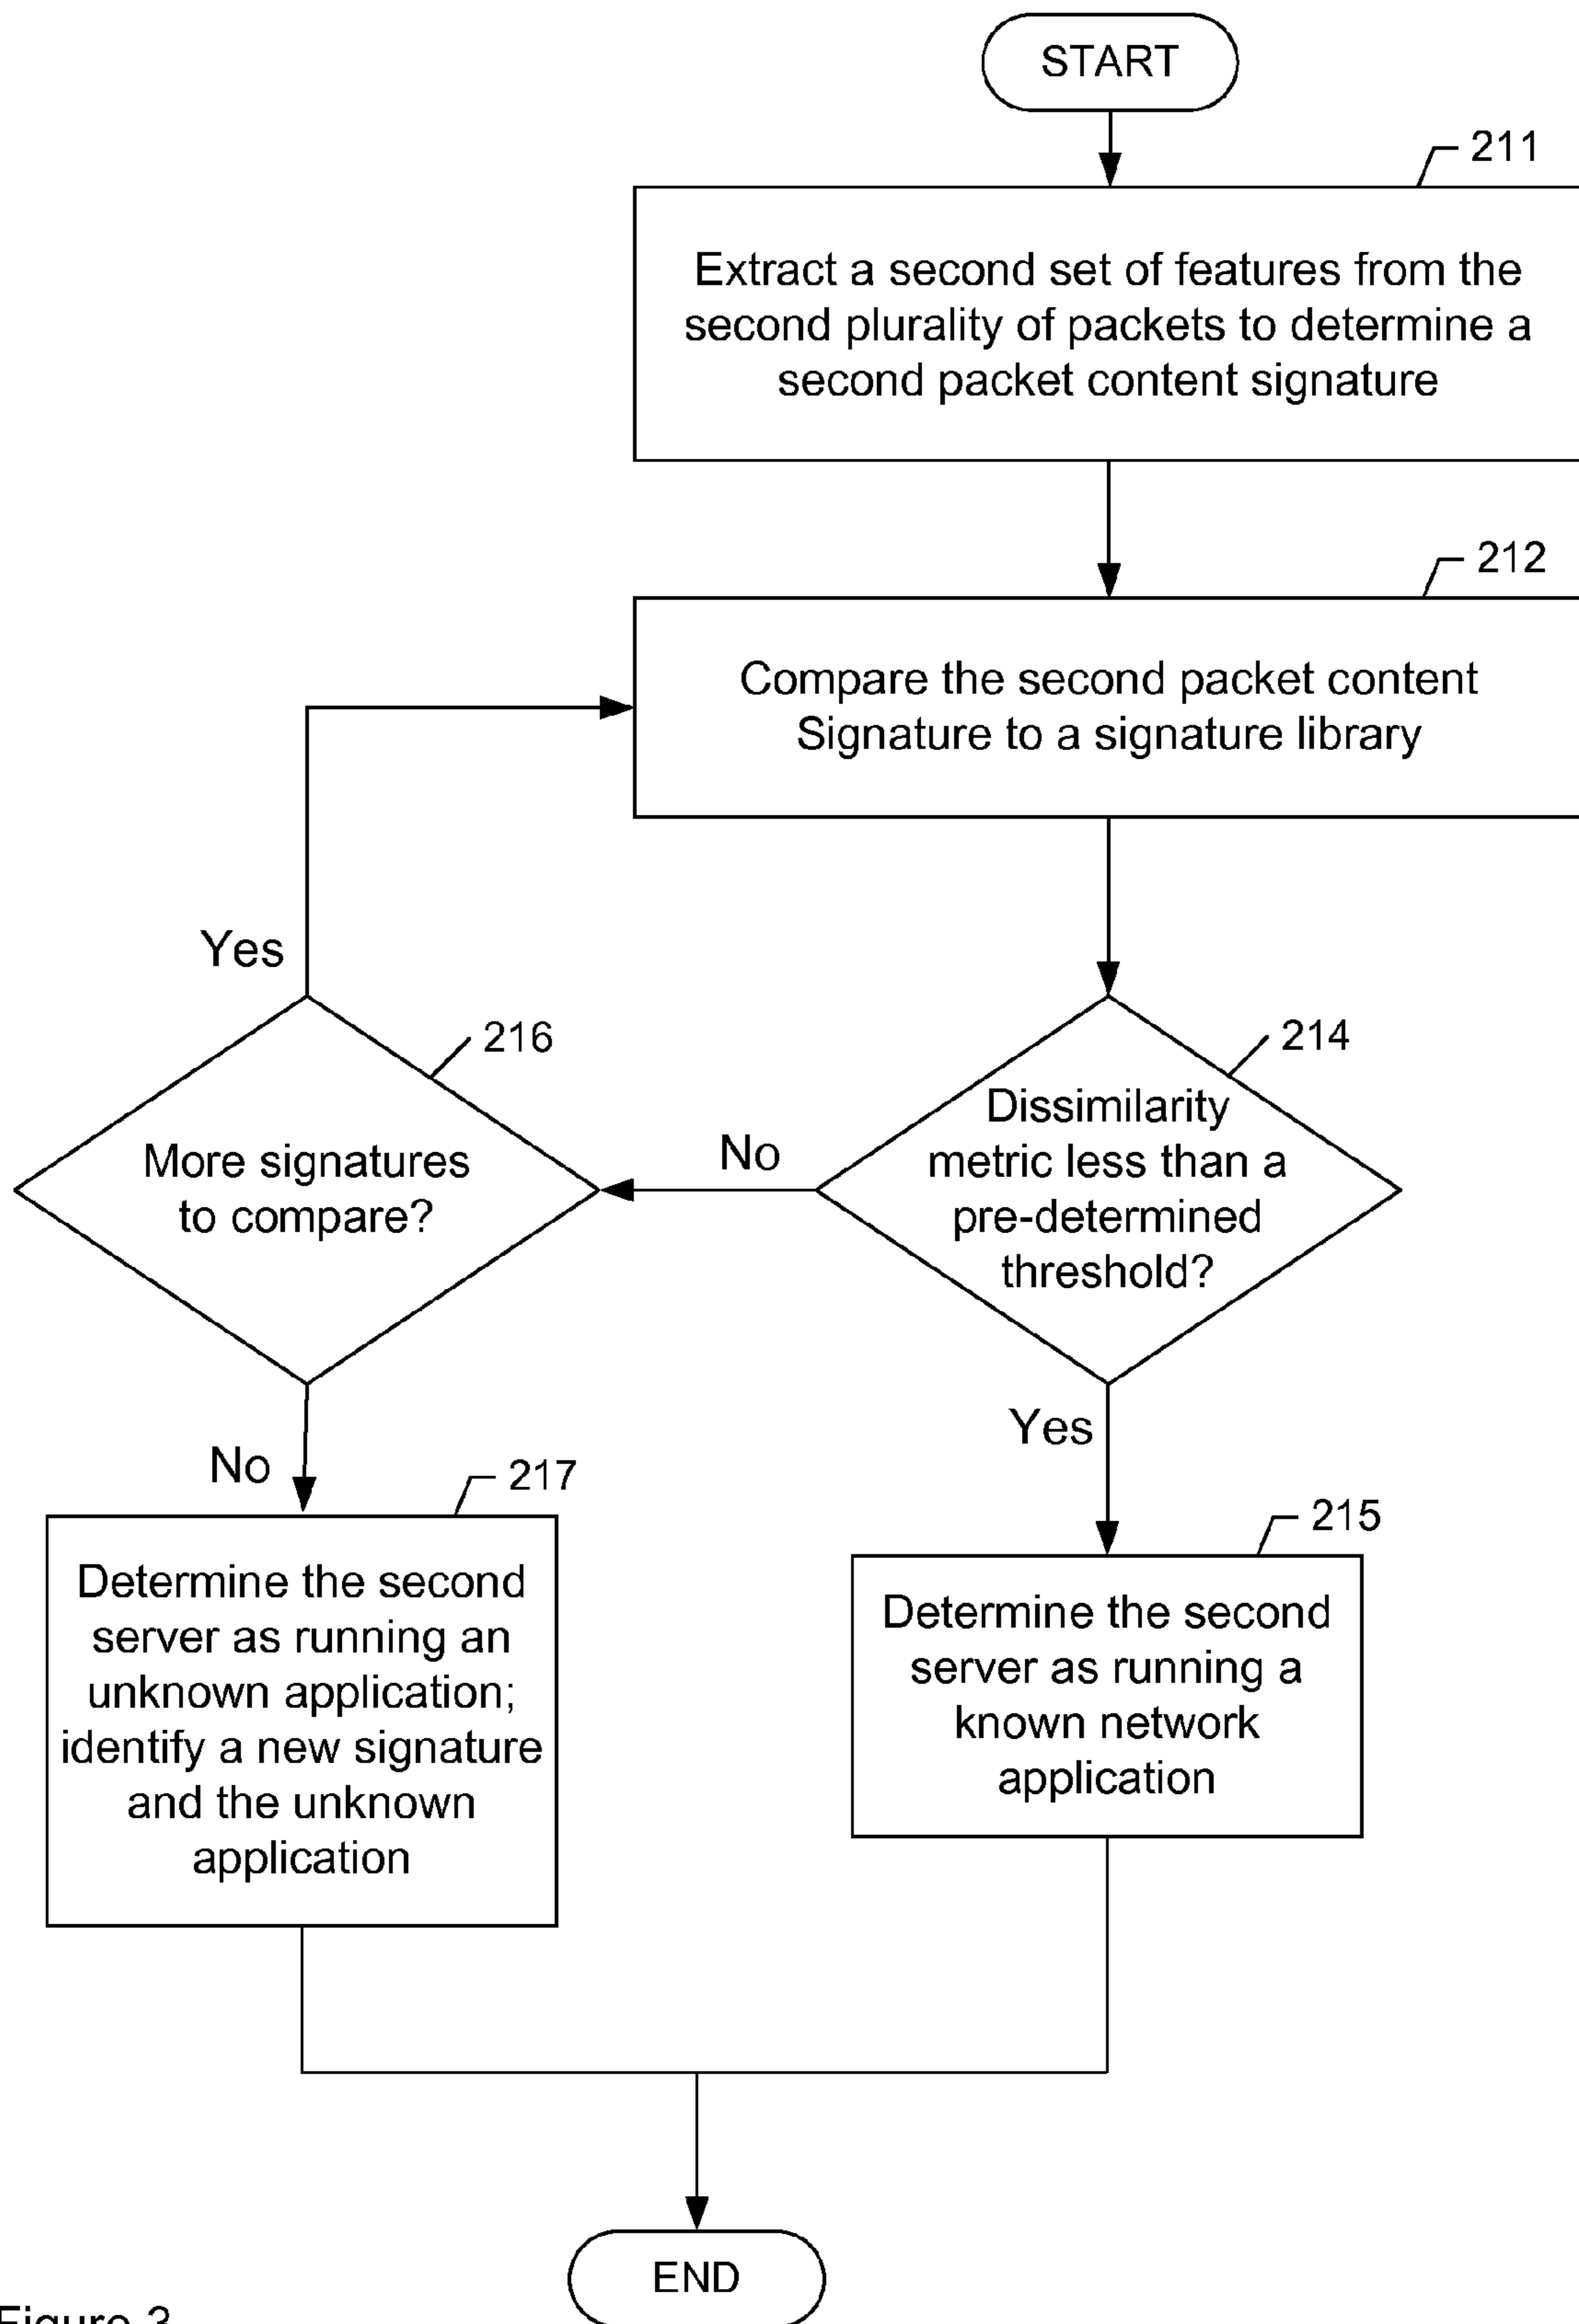 START
211
Extract a second set of features from the
second plurality of packets to determine a
second packet content signature
212
Compare the second packet content
Signature to a signature library
Yes
216
More signatures
to compare?
No
214
Dissimilarity
metric less than a
pre-determined
threshold?
Yes
No
217
Determine the second
server as running an
unknown application;
identify a new signature
and the unknown
application
215
Determine the second
server as running a
known network
application
END
Figure 3